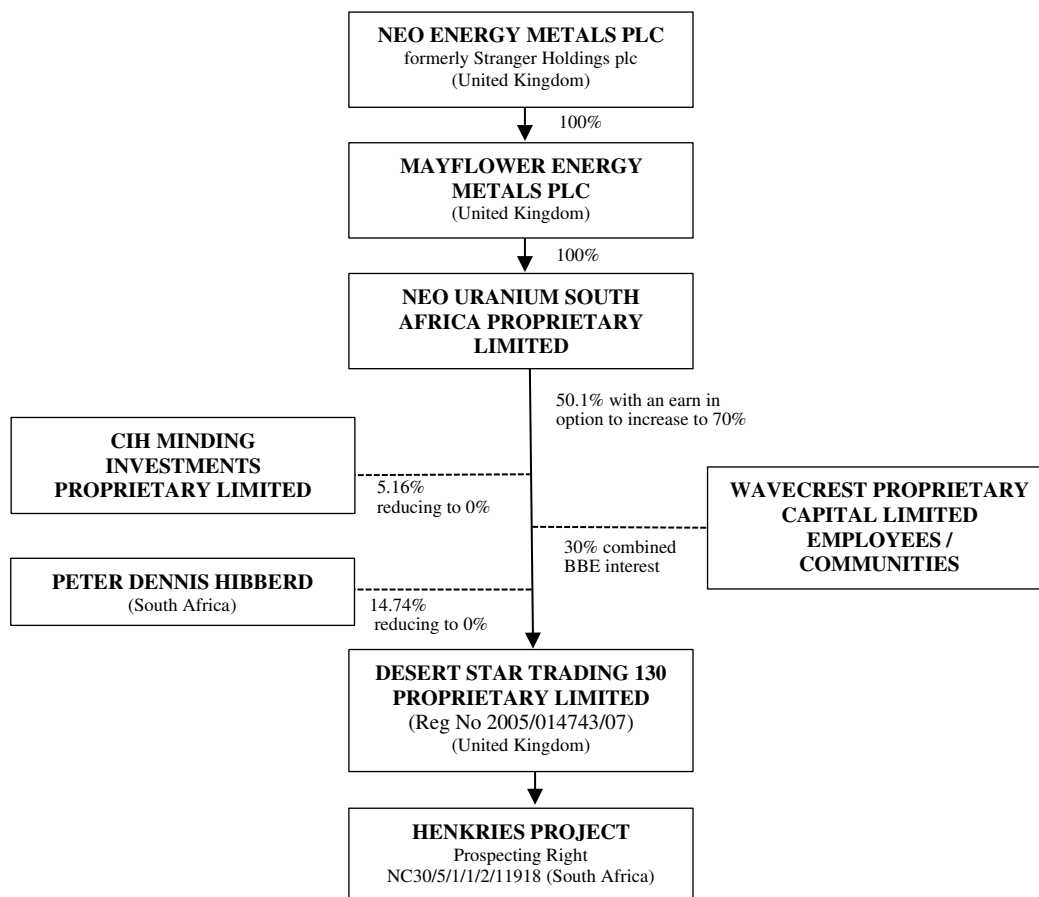 NEO ENERGY METALS PLC
formerly Stranger Holdings plc
(United Kingdom)
100%
MAYFLOWER ENERGY
METALS PLC
(United Kingdom)
100%
NEO URANIUM SOUTH
AFRICA PROPRIETARY
LIMITED
50.1% with an earn in
option to increase to 70%
CIH MINDING
INVESTMENTS
PROPRIETARY LIMITED
5.16%
reducing to 0%
WAVECREST PROPRIETARY
CAPITAL LIMITED
EMPLOYEES /
COMMUNITIES
30% combined
BBE interest
PETER DENNIS HIBBERD
(South Africa)
14.74%
reducing to 0%
DESERT STAR TRADING 130
PROPRIETARY LIMITED
(Reg No 2005/014743/07)
(United Kingdom)
HENKRIES PROJECT
Prospecting Right
NC30/5/1/1/2/11918 (South Africa)